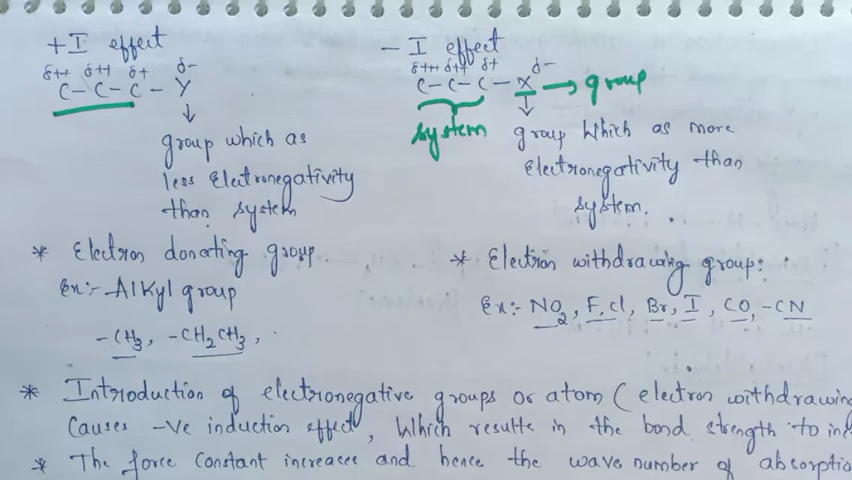 +I effect
δ++ δ++ δ+ δ-
C - C - C - Y
↓
group which as
less Electronegativity
than system
* Electron donating group
Ex:- Alkyl group
-CH3, -CH2CH3,
- I effect
δ+++ δ++ δ+ δ-
C - C - C - X → group
system
↓
group which as more
Electronegativity than
system.
* Electron withdrawing group:
Ex:- NO2, F, Cl, Br, I, CO, -CN
* Introduction of electronegative groups or atom (electron withdrawing
Causes -ve induction effect, Which results in the bond strength to
* The force constant increases and hence the wave number of